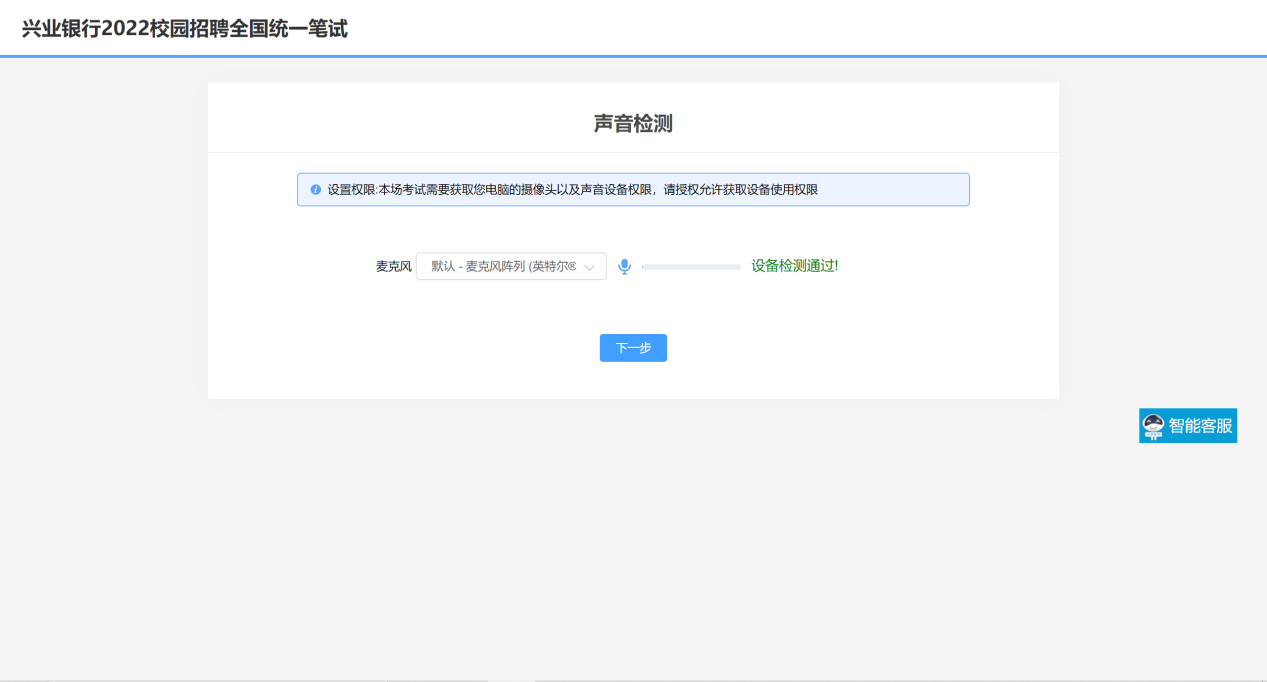 兴业银行2022校园招聘全国统一笔试
声音检测
设置权限:本场考试需要获取您电脑的摄像头以及声音设备权限，请授权允许获取设备使用权限
麦克风 默认 - 麦克风阵列 (英特尔® 设备检测通过!
下一步
智能客服